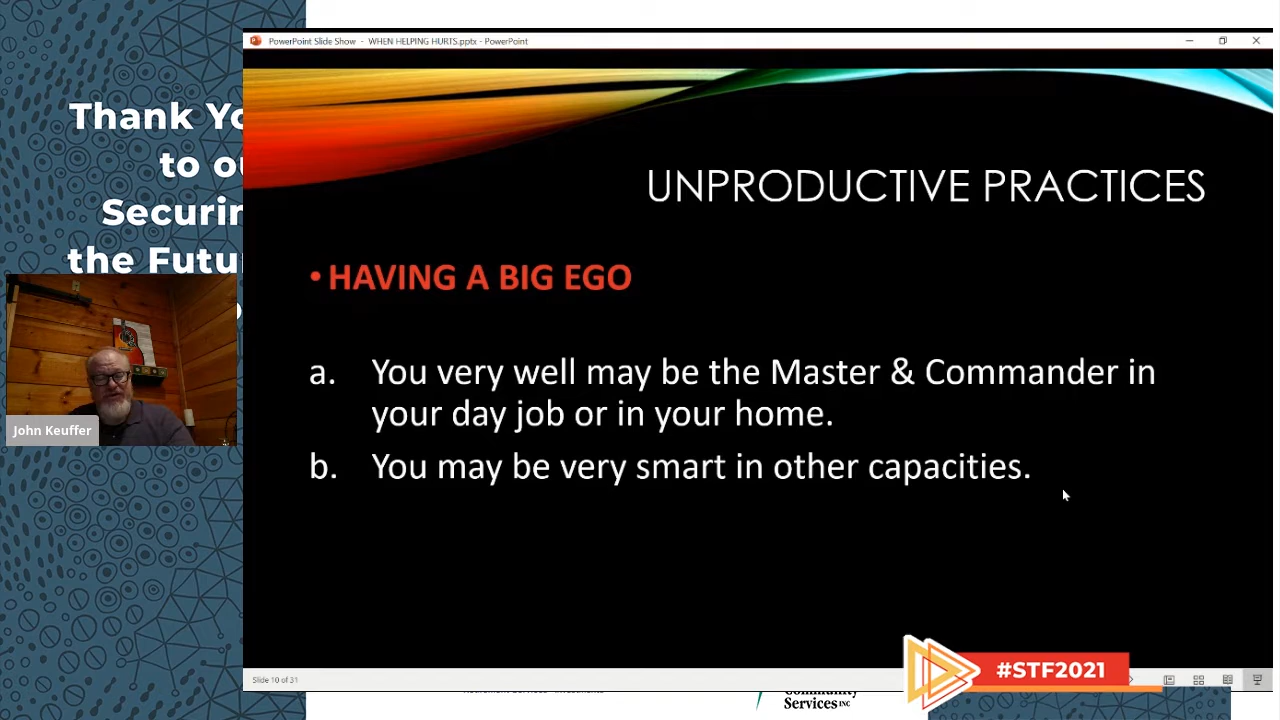 PowerPoint Slide Show - WHEN HELPING HURTS.pptx - PowerPoint
Thank Yo
to ou
Securin
the Futu
UNPRODUCTIVE PRACTICES
• HAVING A BIG EGO
a. You very well may be the Master & Commander in
your day job or in your home.
b. You may be very smart in other capacities.
John Keuffer
#STF2021
Slide 10 of 31
Community
Services INC